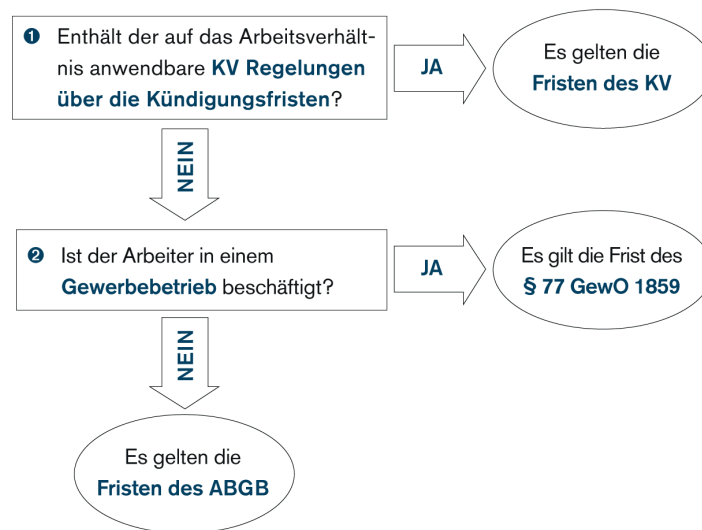 ❶ Enthält der auf das Arbeitsverhält-
nis anwendbare KV Regelungen
über die Kündigungsfristen?
JA
Es gelten die
Fristen des KV
NEIN
❷ Ist der Arbeiter in einem
Gewerbebetrieb beschäftigt?
JA
Es gilt die Frist des
§ 77 GewO 1859
NEIN
Es gelten die
Fristen des ABGB